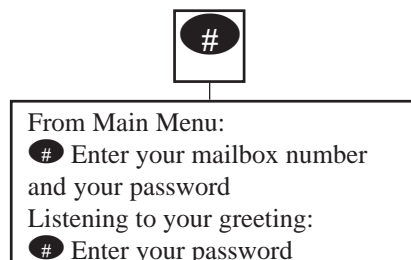 #
From Main Menu:
# Enter your mailbox number
and your password
Listening to your greeting:
# Enter your password